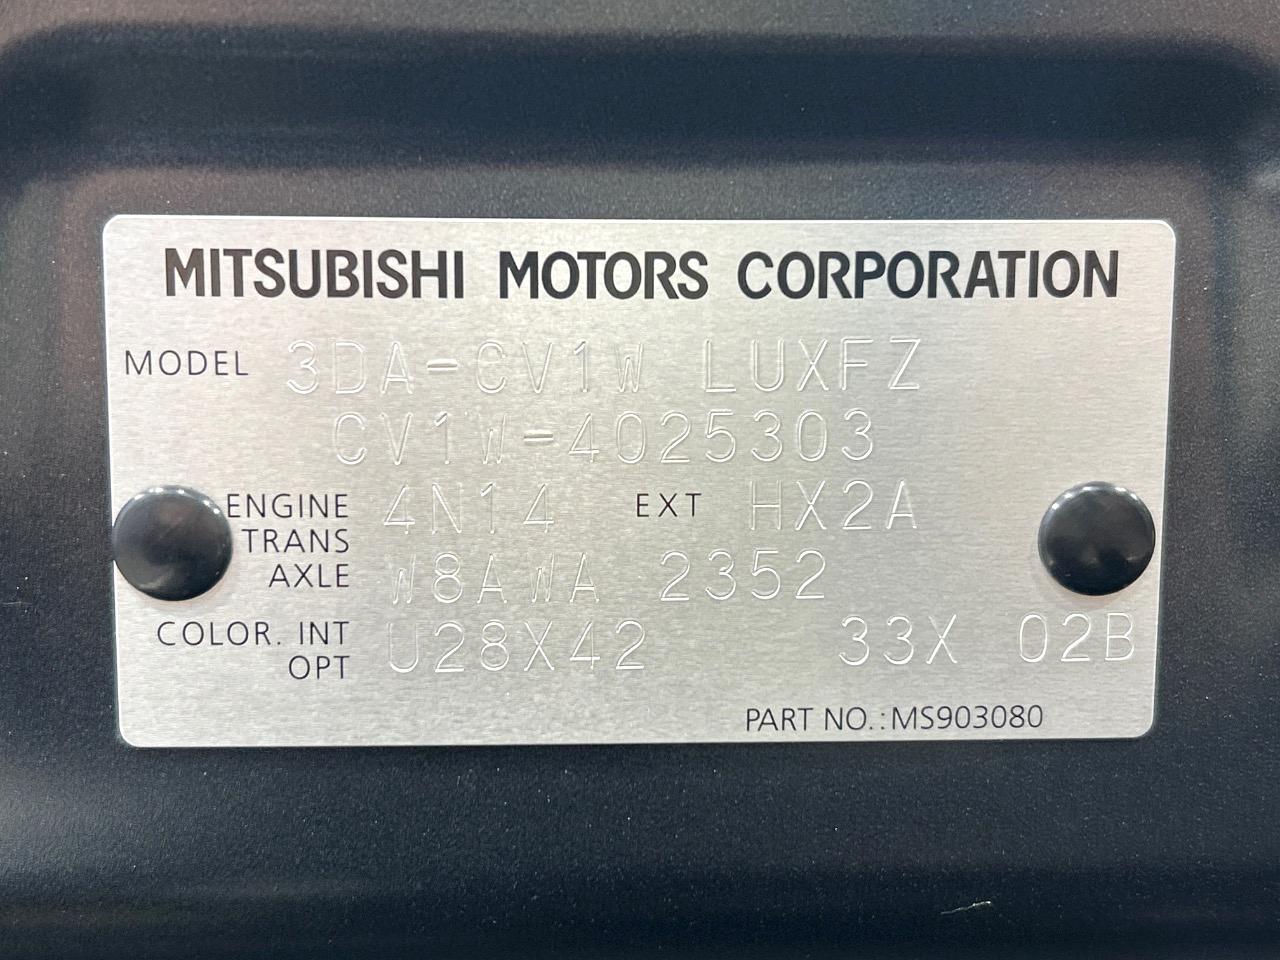 MITSUBISHI MOTORS CORPORATION
MODEL 3DA-CV1W LUXFZ
CV1W-4025303
ENGINE 4N14 EXT HX2A
TRANS
AXLE W8AWA 2352
COLOR. INT U28X42 33X 02B
OPT
PART NO.:MS903080